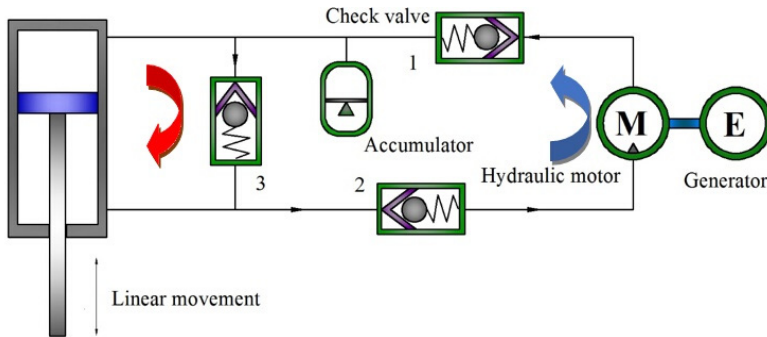 Check valve
1
M
E
Accumulator
Hydraulic motor
Generator
3
2
Linear movement